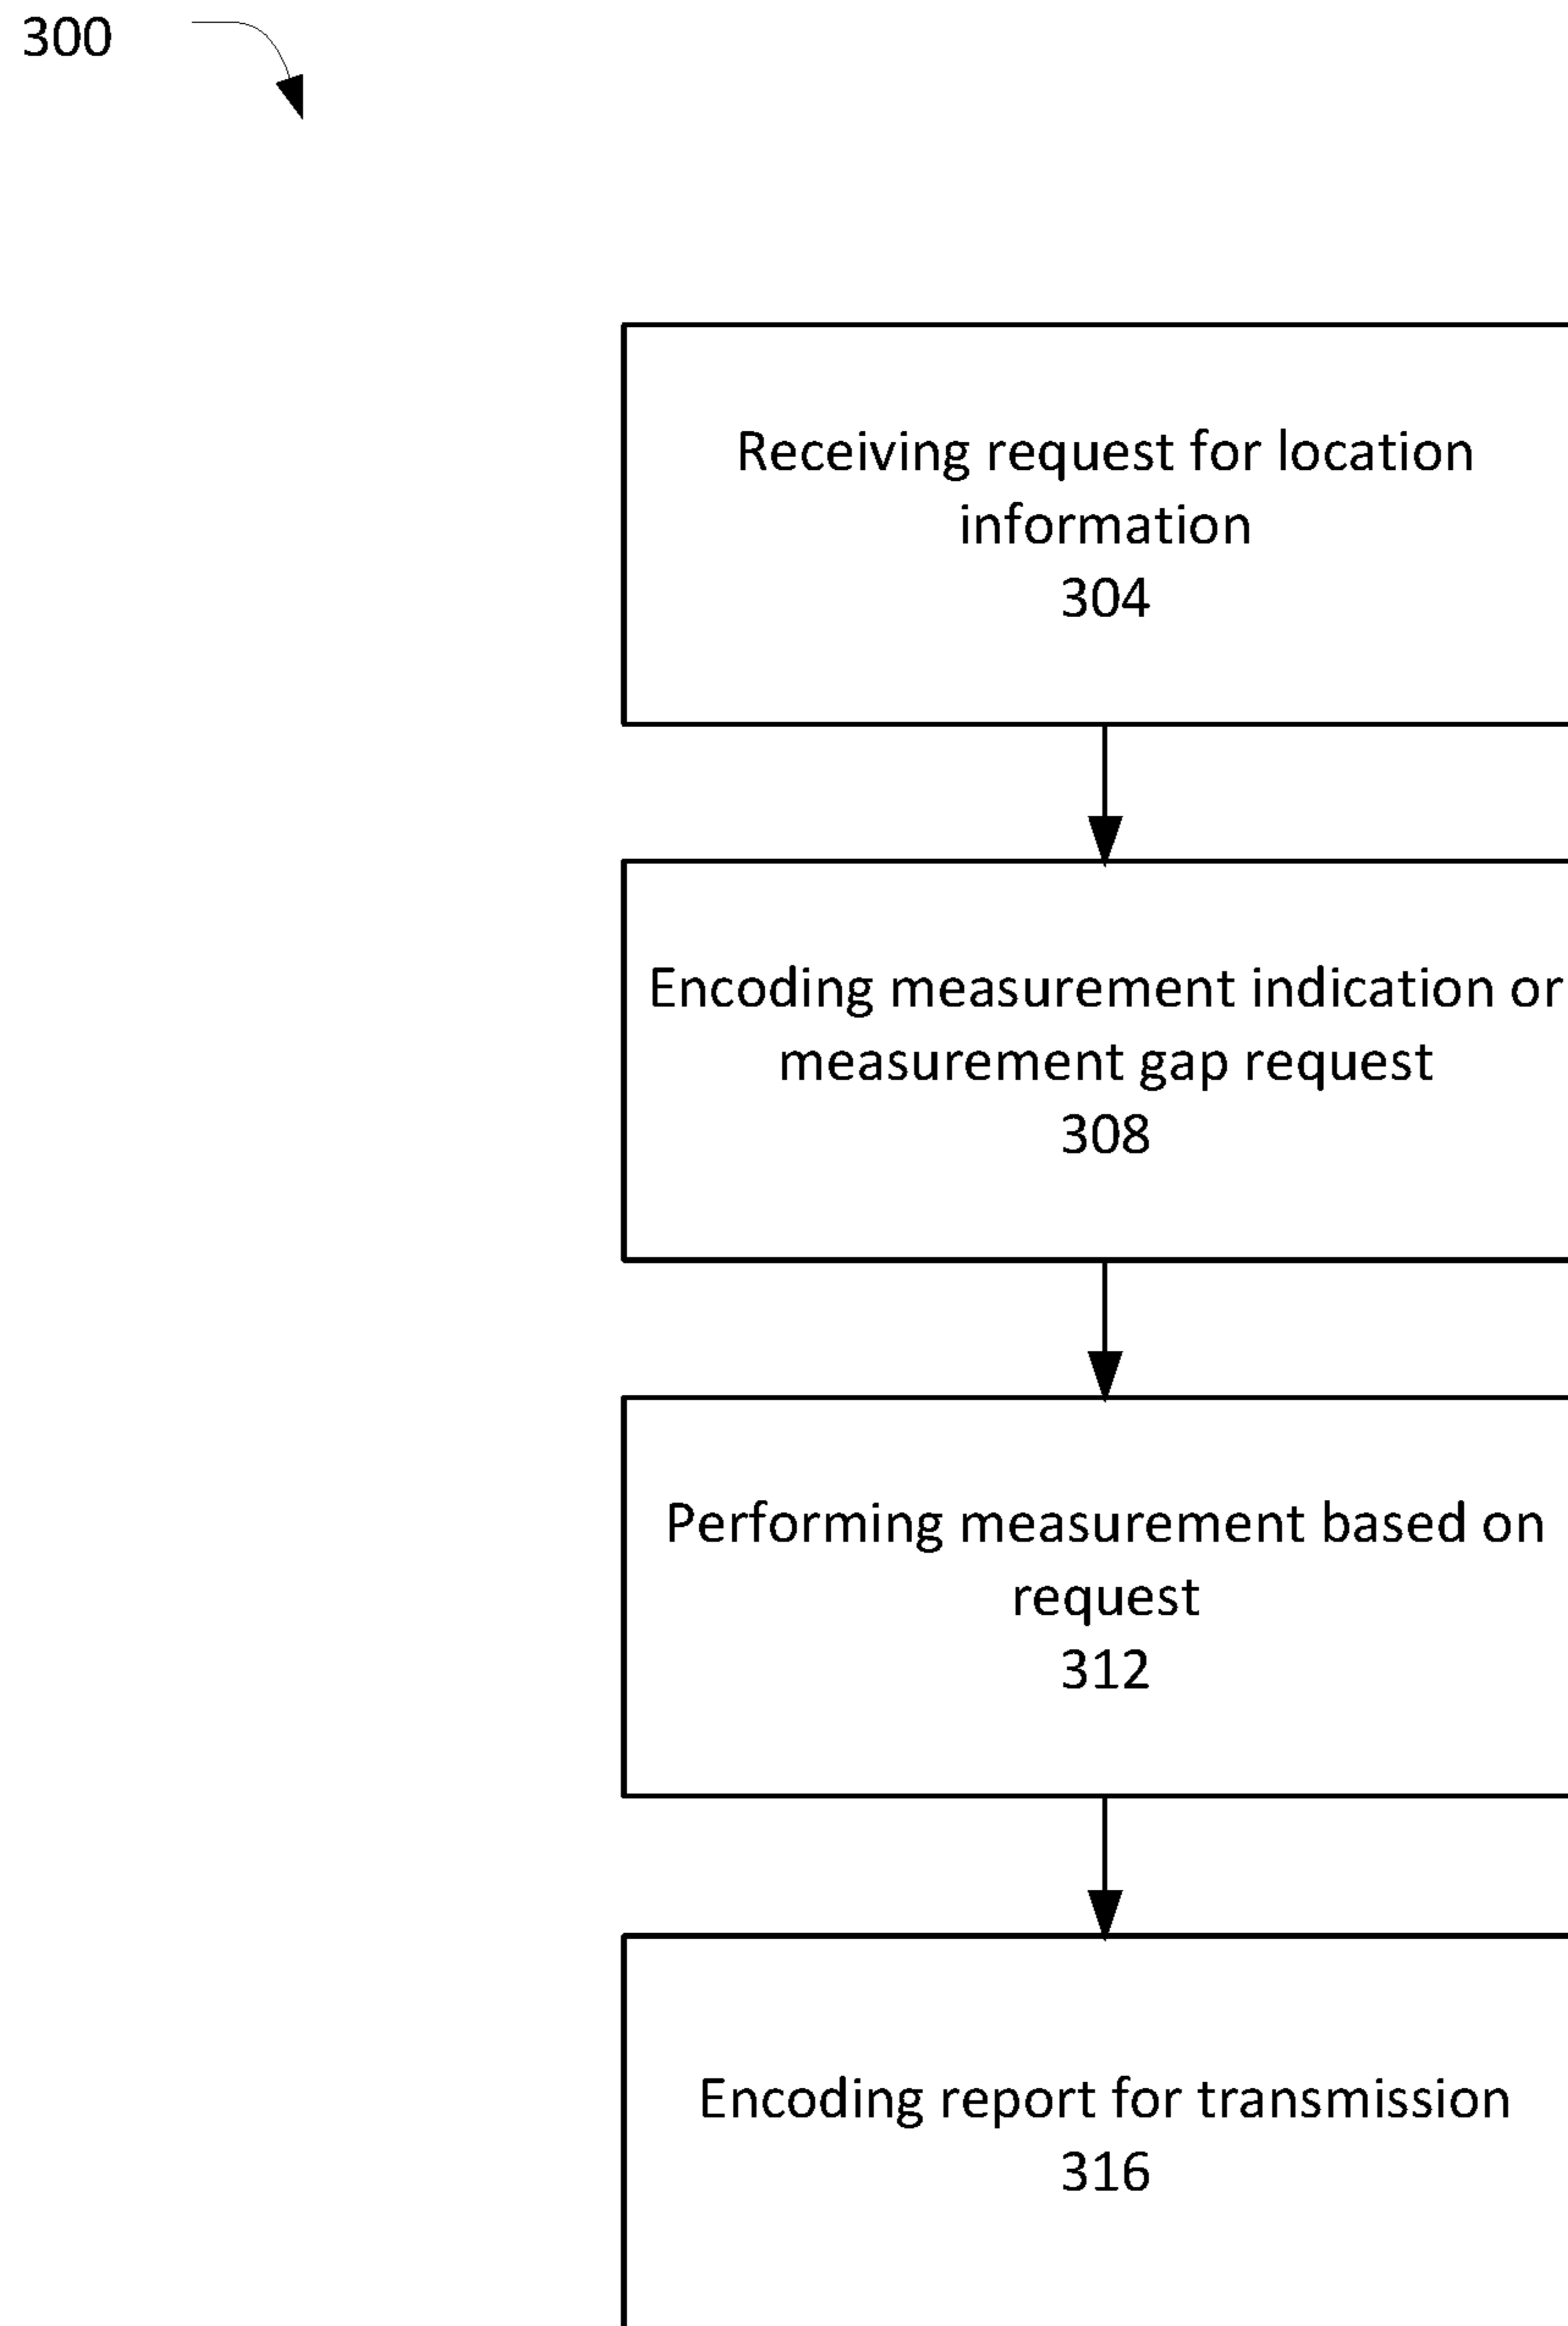 300
Receiving request for location
information
304
Encoding measurement indication or
measurement gap request
308
Performing measurement based on
request
312
Encoding report for transmission
316